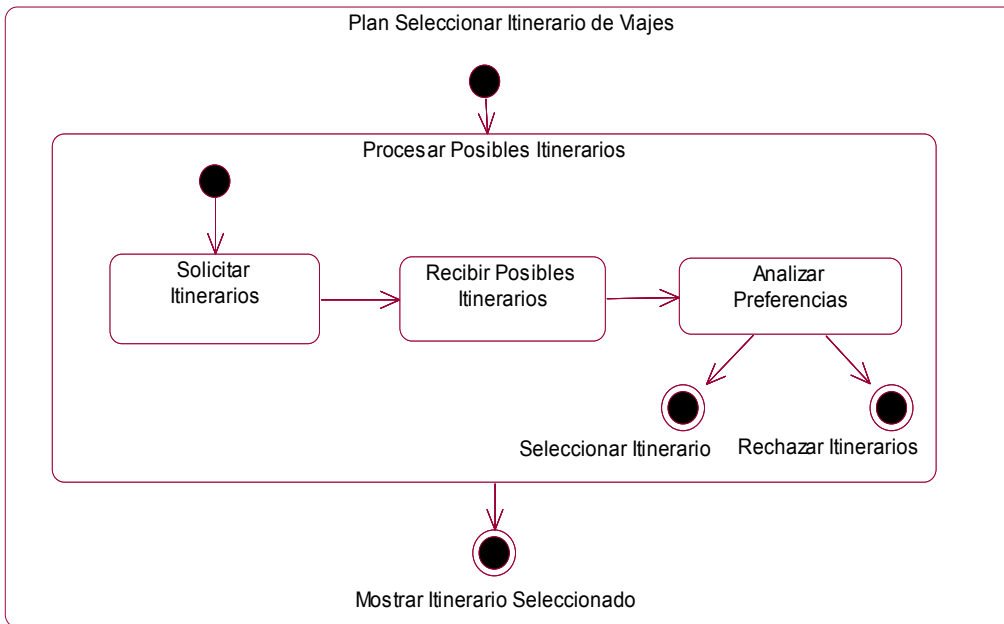 Plan Seleccionar Itinerario de Viajes
Procesar Posibles Itinerarios
Solicitar
Itinerarios
Recibir Posibles
Itinerarios
Analizar
Preferencias
Seleccionar Itinerario
Rechazar Itinerarios
Mostrar Itinerario Seleccionado